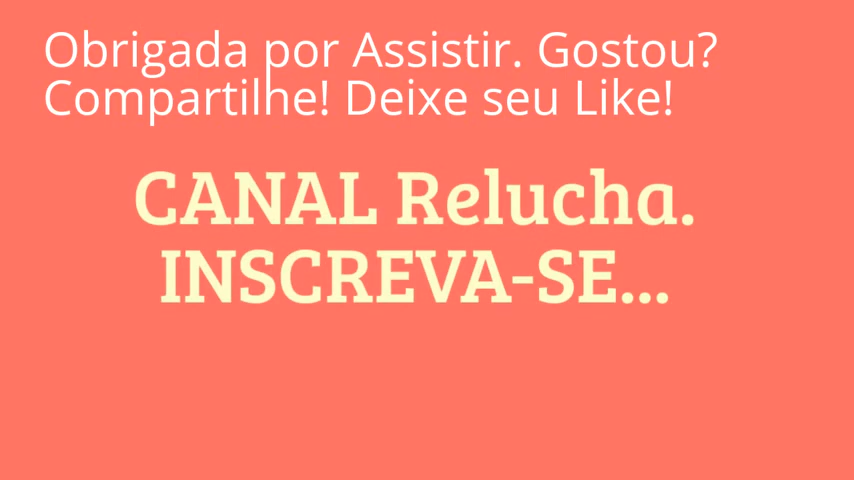 Obrigada por Assistir. Gostou?
Compartilhe! Deixe seu Like!
CANAL Relucha.
INSCREVA-SE...